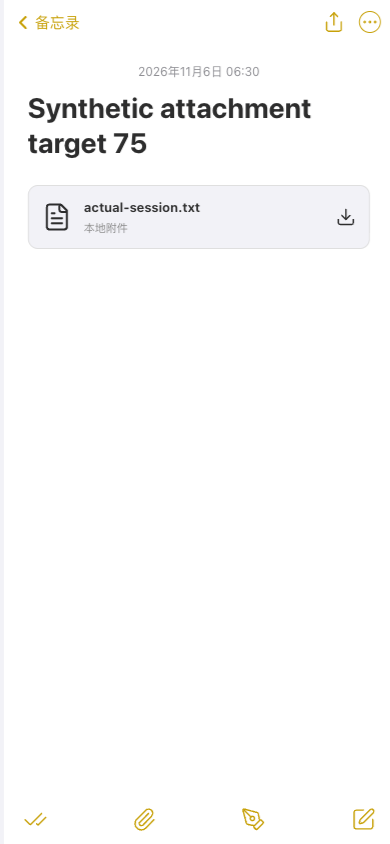 备忘录
2026年11月6日 06:30
Synthetic attachment
target 75
actual-session.txt
本地附件